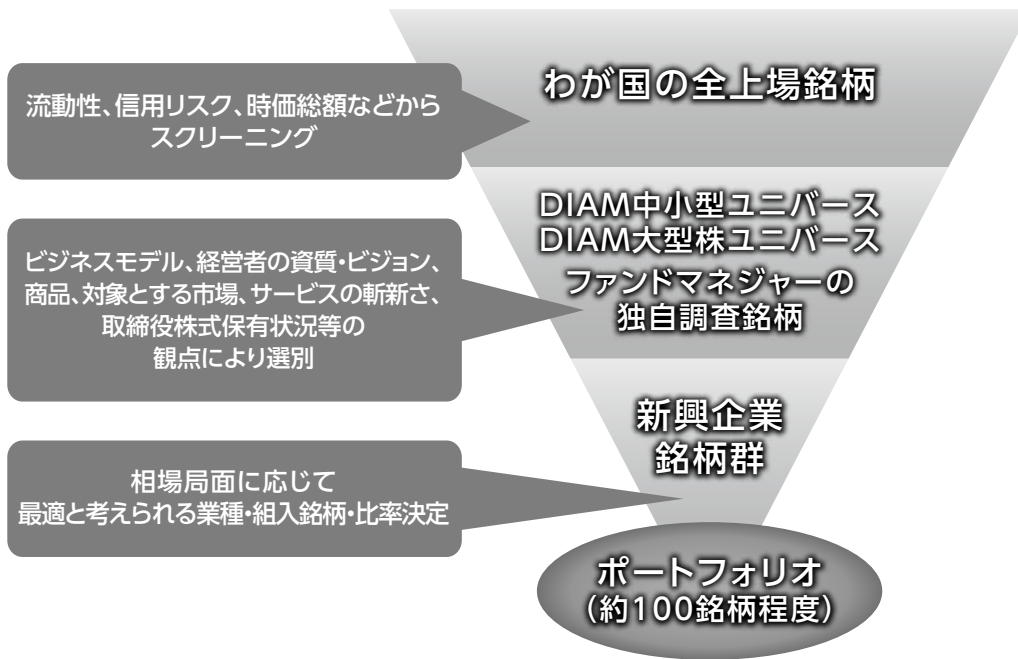 わが国の全上場銘柄
流動性、信用リスク、時価総額などから
スクリーニング
DIAM中小型ユニバース
DIAM大型株ユニバース
ファンドマネジャーの
独自調査銘柄
ビジネスモデル、経営者の資質・ビジョン、
商品、対象とする市場、サービスの斬新さ、
取締役株式保有状況等の
観点により選別
新興企業
銘柄群
相場局面に応じて
最適と考えられる業種・組入銘柄・比率決定
ポートフォリオ
(約100銘柄程度)